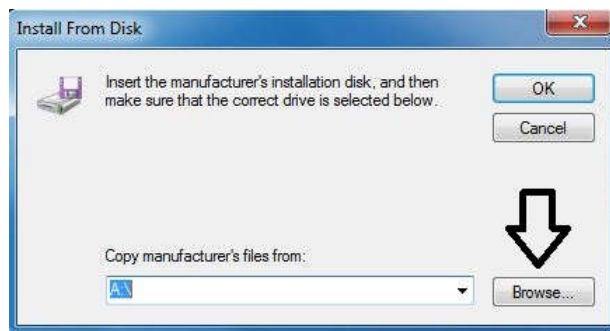 Install From Disk
Insert the manufacturer's installation disk, and then
make sure that the correct drive is selected below.
OK
Cancel
Copy manufacturer's files from:
A:\
Browse...